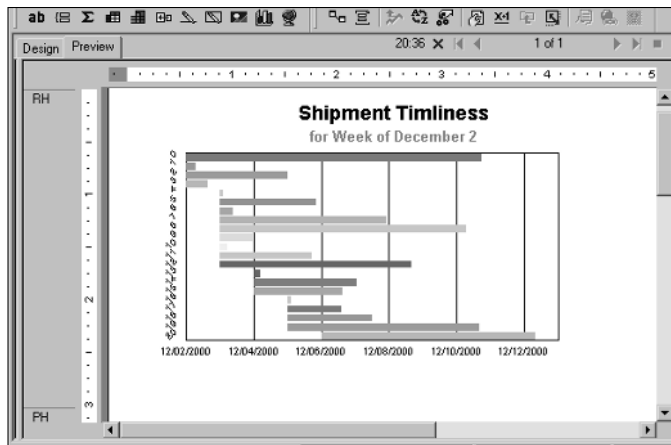 ab Σ X+1
Design Preview 20:36 1 of 1
1 2 3 4 5
RH
Shipment Timliness
for Week of December 2
1
2
12/02/2000 12/04/2000 12/06/2000 12/08/2000 12/10/2000 12/12/2000
3
PH